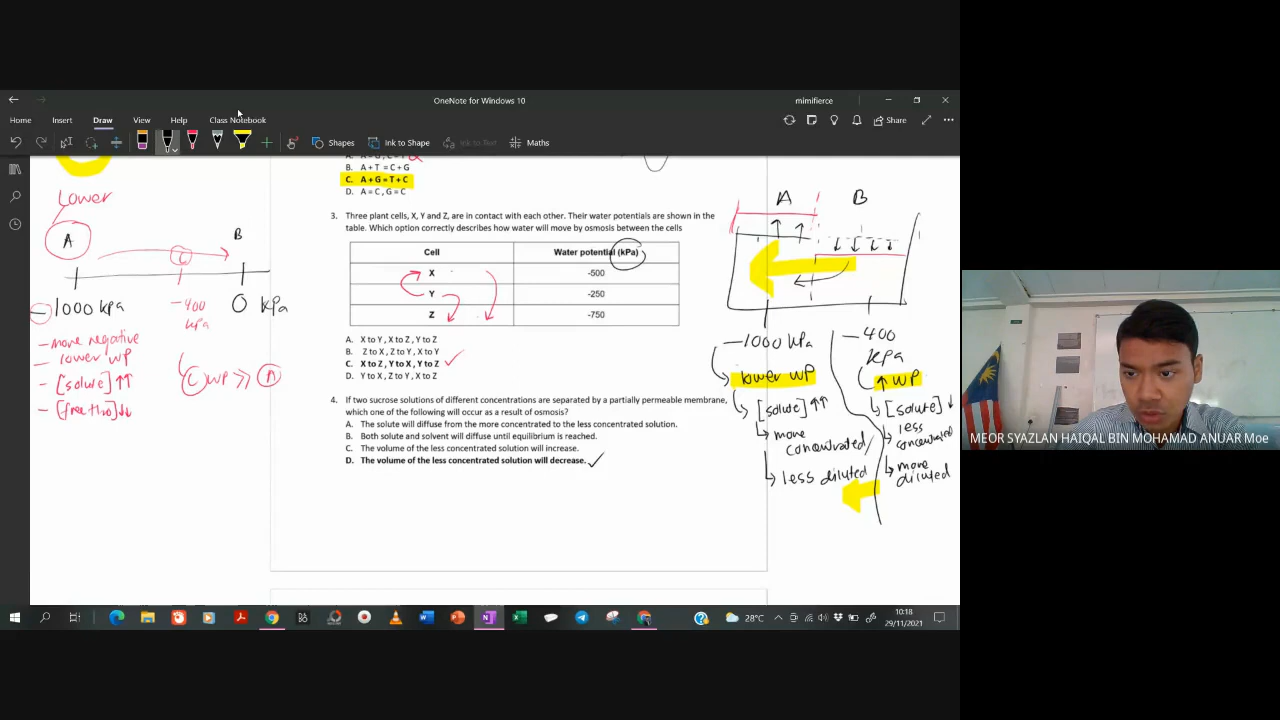 OneNote for Windows 10
mimifierce
Home
Insert
Draw
View
Help
Class Notebook
Share
Shapes
Ink to Shape
Ink to Text
Maths
B. A + T = C + G
C. A + G = T + C
D. A = C, G = C
3. Three plant cells, X, Y and Z, are in contact with each other. Their water potentials are shown in the
table. Which option correctly describes how water will move by osmosis between the cells
Cell Water potential (kPa)
X -500
Y -250
Z -750
A. X to Y, X to Z, Y to Z
B. Z to X, Z to Y, X to Y
C. X to Z, Y to X, Y to Z
D. Y to X, Z to Y, X to Z
4. If two sucrose solutions of different concentrations are separated by a partially permeable membrane,
which one of the following will occur as a result of osmosis?
A. The solute will diffuse from the more concentrated to the less concentrated solution.
B. Both solute and solvent will diffuse until equilibrium is reached.
C. The volume of the less concentrated solution will increase.
D. The volume of the less concentrated solution will decrease.
Lower
A
C
B
-1000 kPa
-400
kPa
0 kPa
- more negative
- lower WP
- [solute] ↑↑
- [free H2O] ↓↓
C WP >> A
A
B
-1000 kPa
lower WP
[solute] ↑↑
more
concentrated/
less diluted
-400
kPa
↑ WP
[solute] ↓
less
concentrated
more
diluted
MEOR SYAZLAN HAIQAL BIN MOHAMAD ANUAR Moe
28°C
10:18
29/11/2021